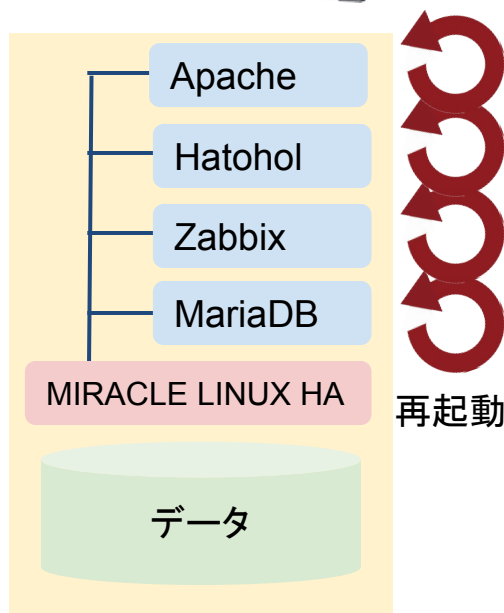 Apache
Hatohol
Zabbix
MariaDB
MIRACLE LINUX HA
再起動
データ